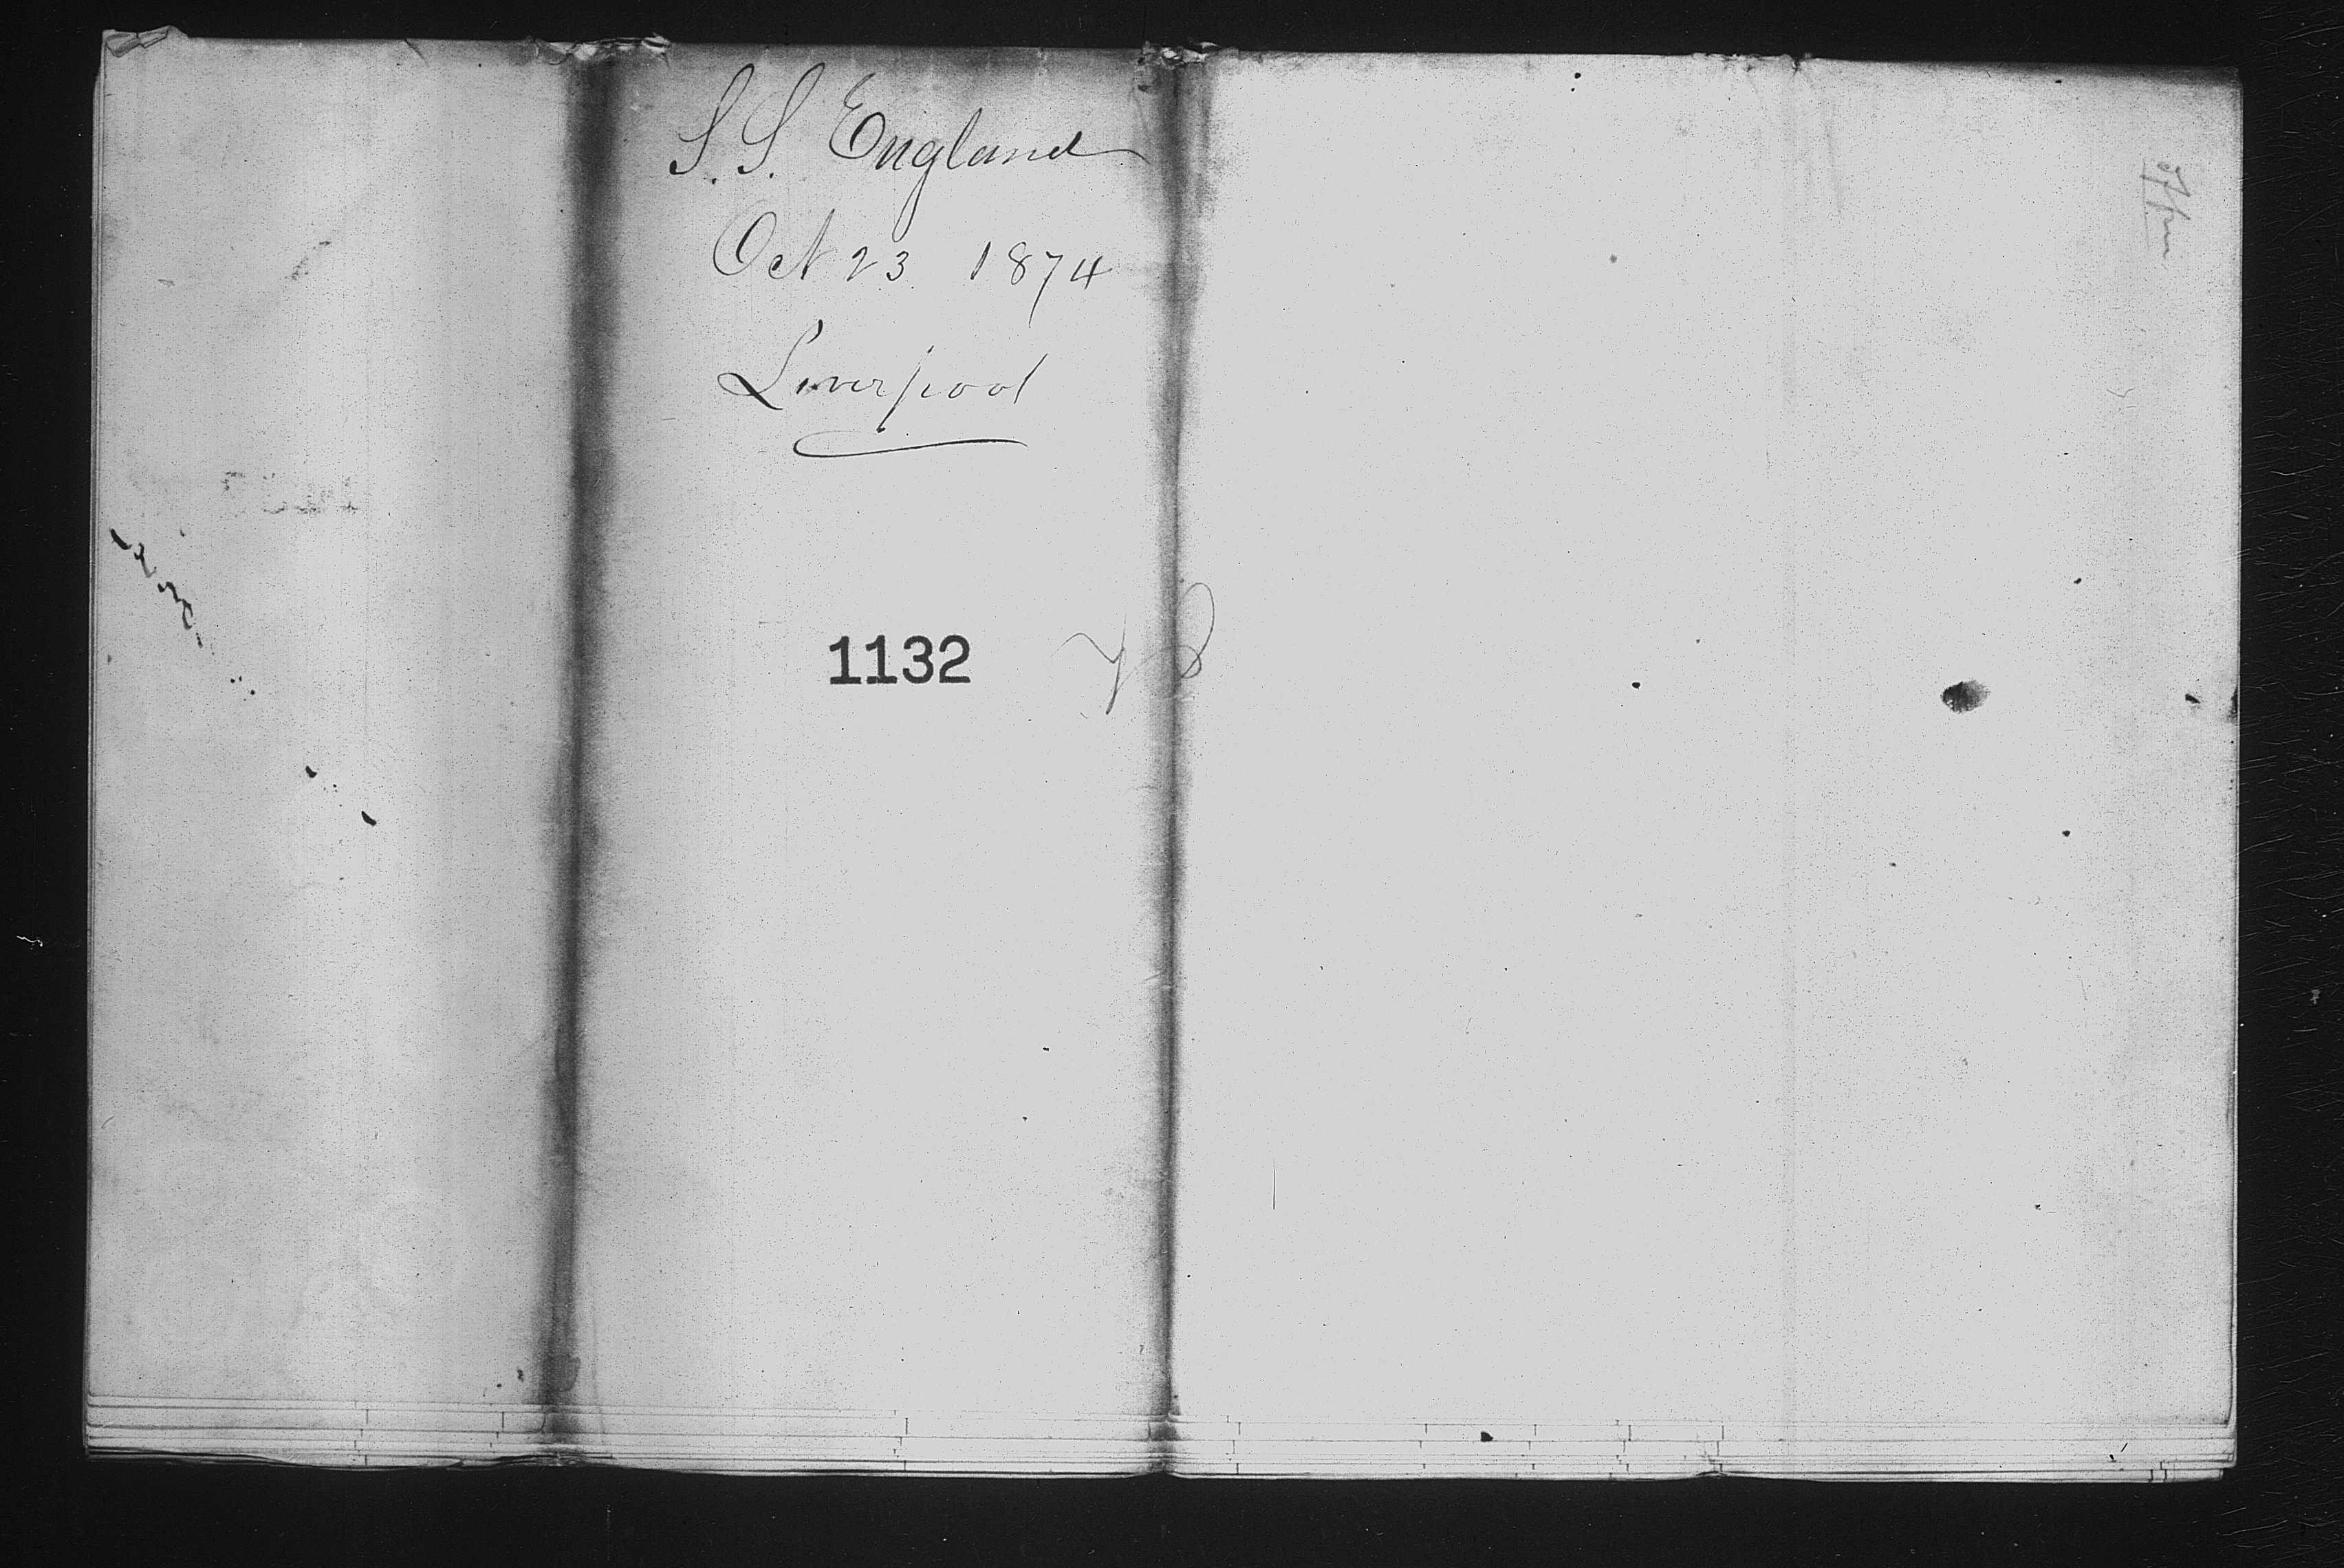 S.S. England
Oct 23 1874
Liverpool
1132